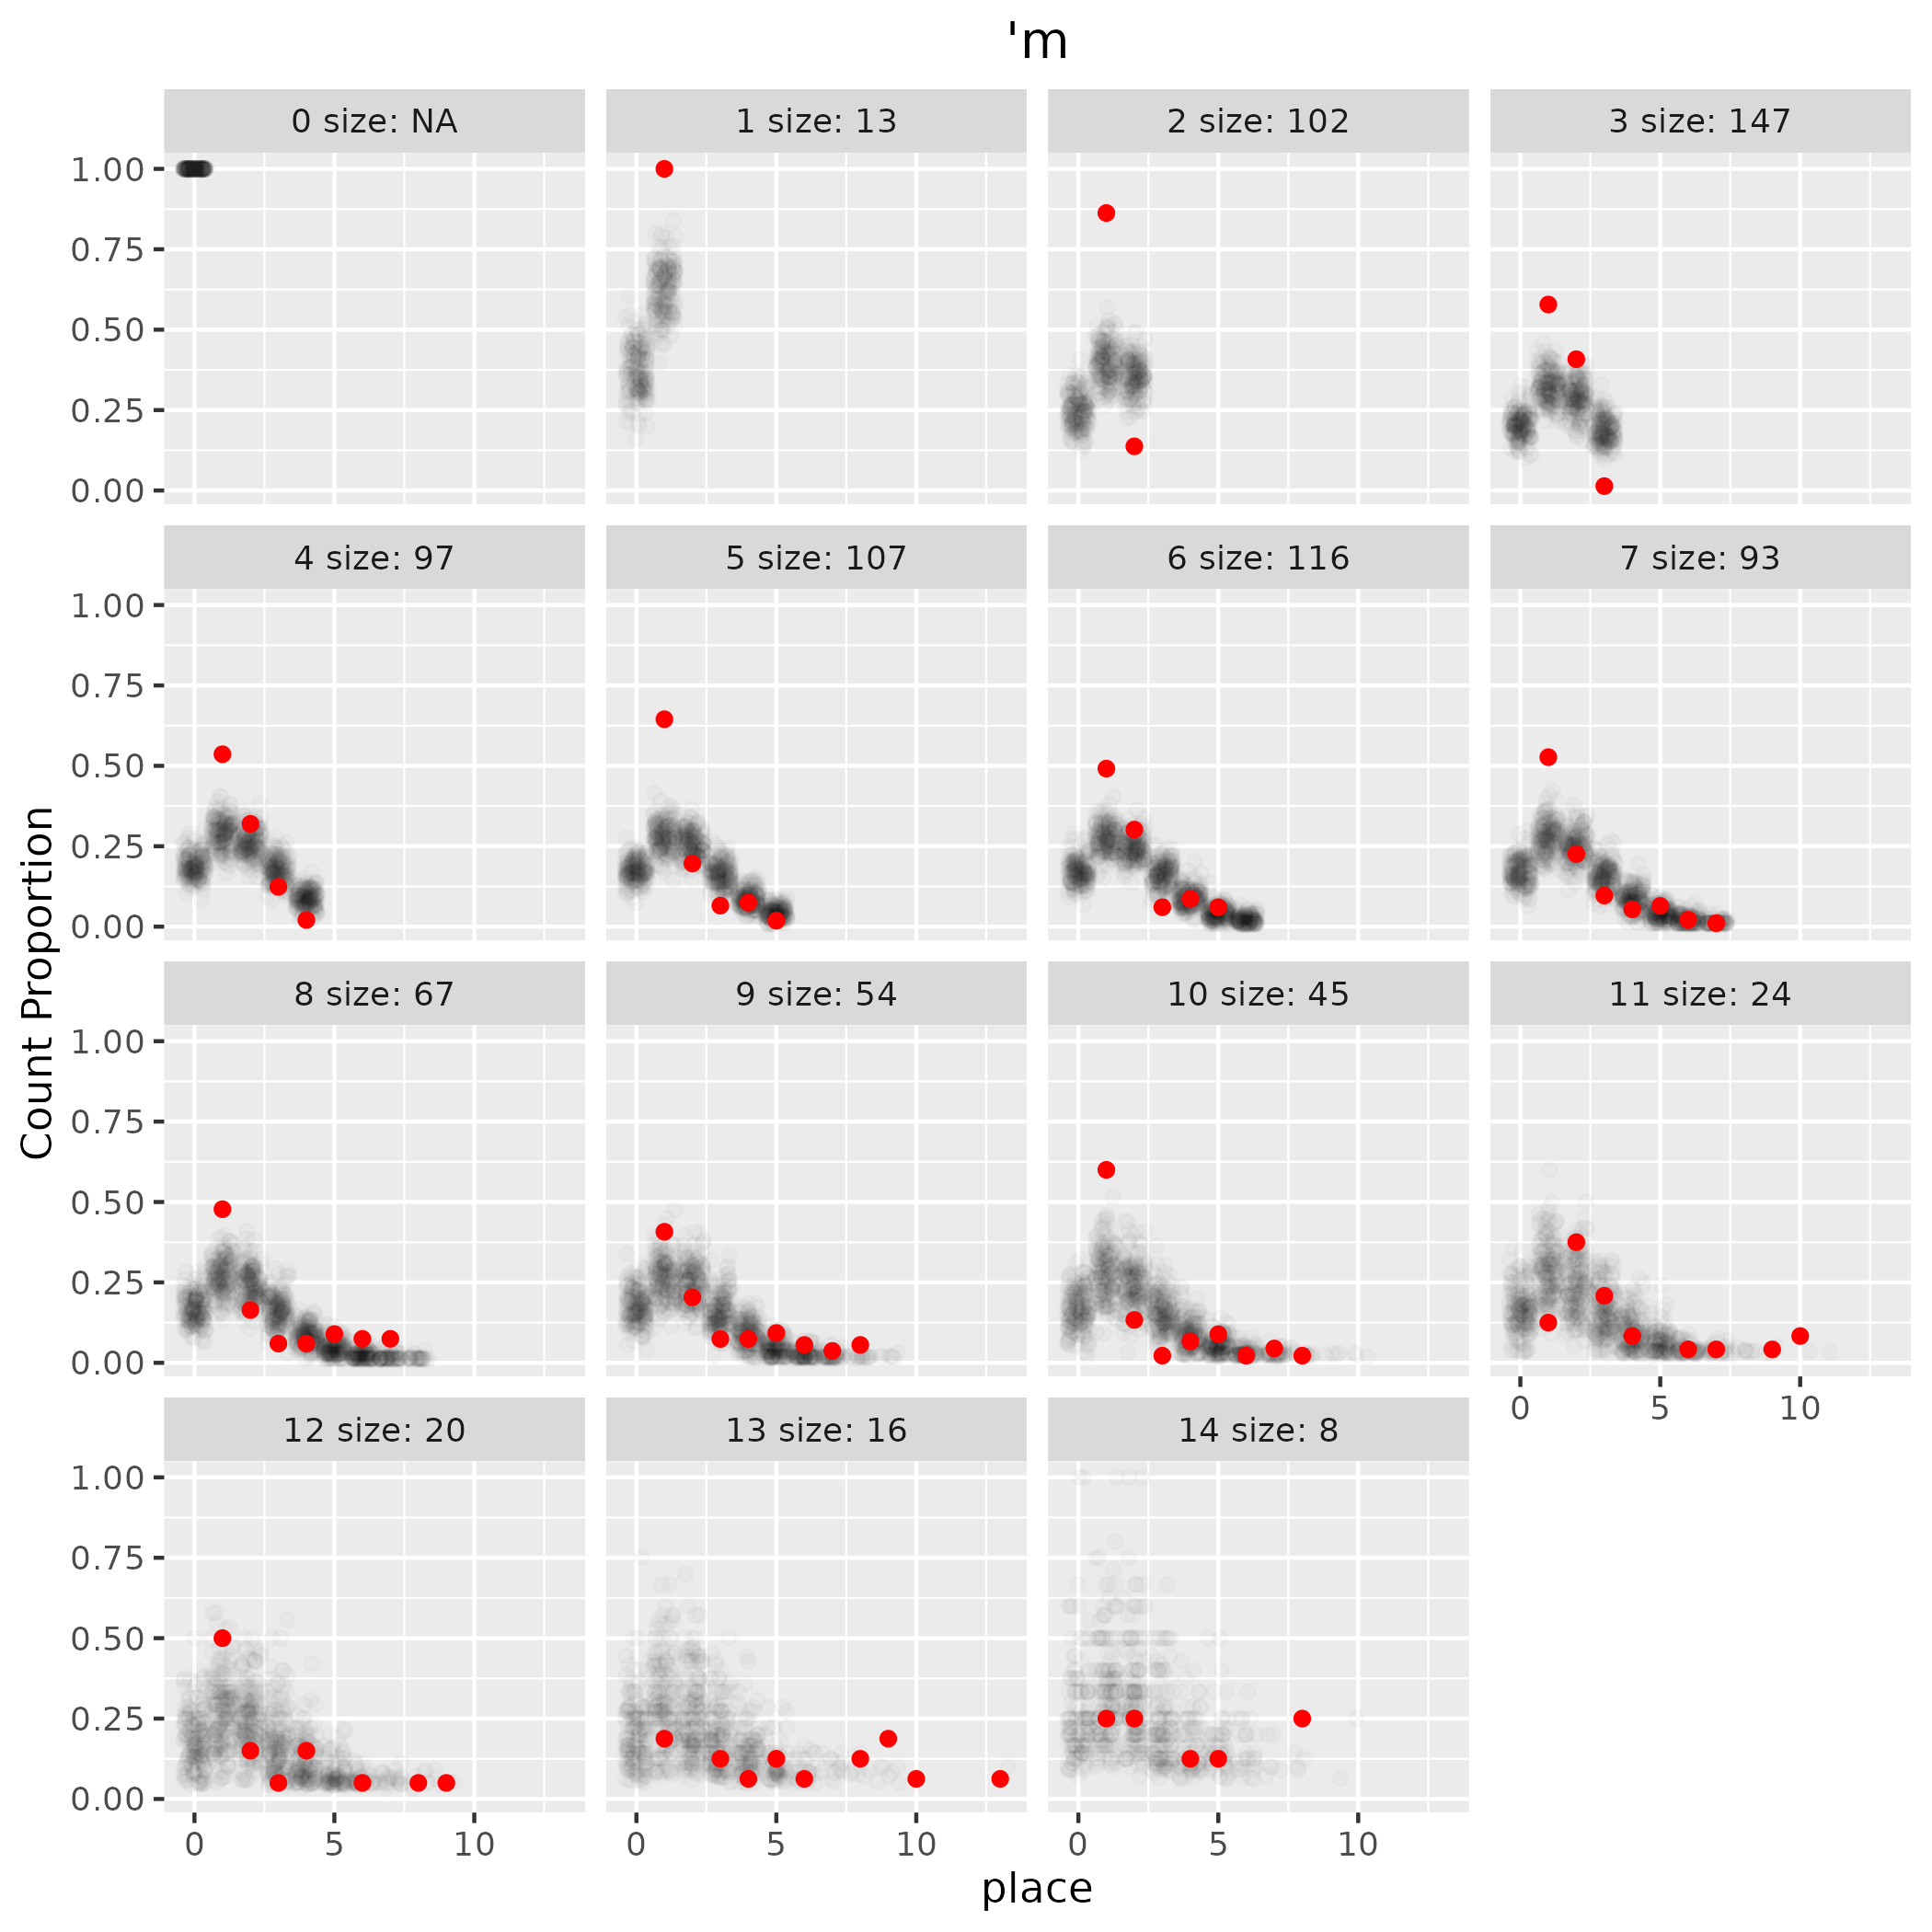 'm
0 size: NA
1 size: 13
2 size: 102
3 size: 147
1.00
0.75
0.50
0.25
0.00
4 size: 97
5 size: 107
6 size: 116
7 size: 93
1.00
0.75
0.50
0.25
0.00
Count Proportion
8 size: 67
9 size: 54
10 size: 45
11 size: 24
1.00
0.75
0.50
0.25
0.00
0 5 10
12 size: 20
13 size: 16
14 size: 8
1.00
0.75
0.50
0.25
0.00
0 5 10
0 5 10
0 5 10
place